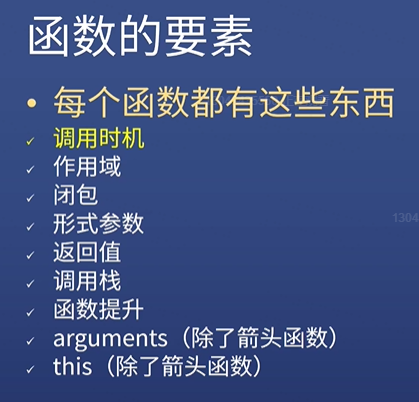 函数的要素
• 每个函数都有这些东西
✓ 调用时机
✓ 作用域
✓ 闭包
✓ 形式参数
✓ 返回值
✓ 调用栈
✓ 函数提升
✓ arguments（除了箭头函数）
✓ this（除了箭头函数）
1304